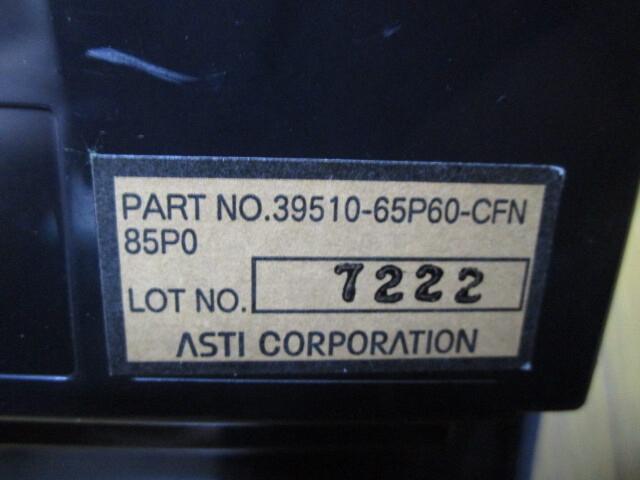 PART NO.39510-65P60-CFN
85P0
LOT NO. 7222
ASTI CORPORATION